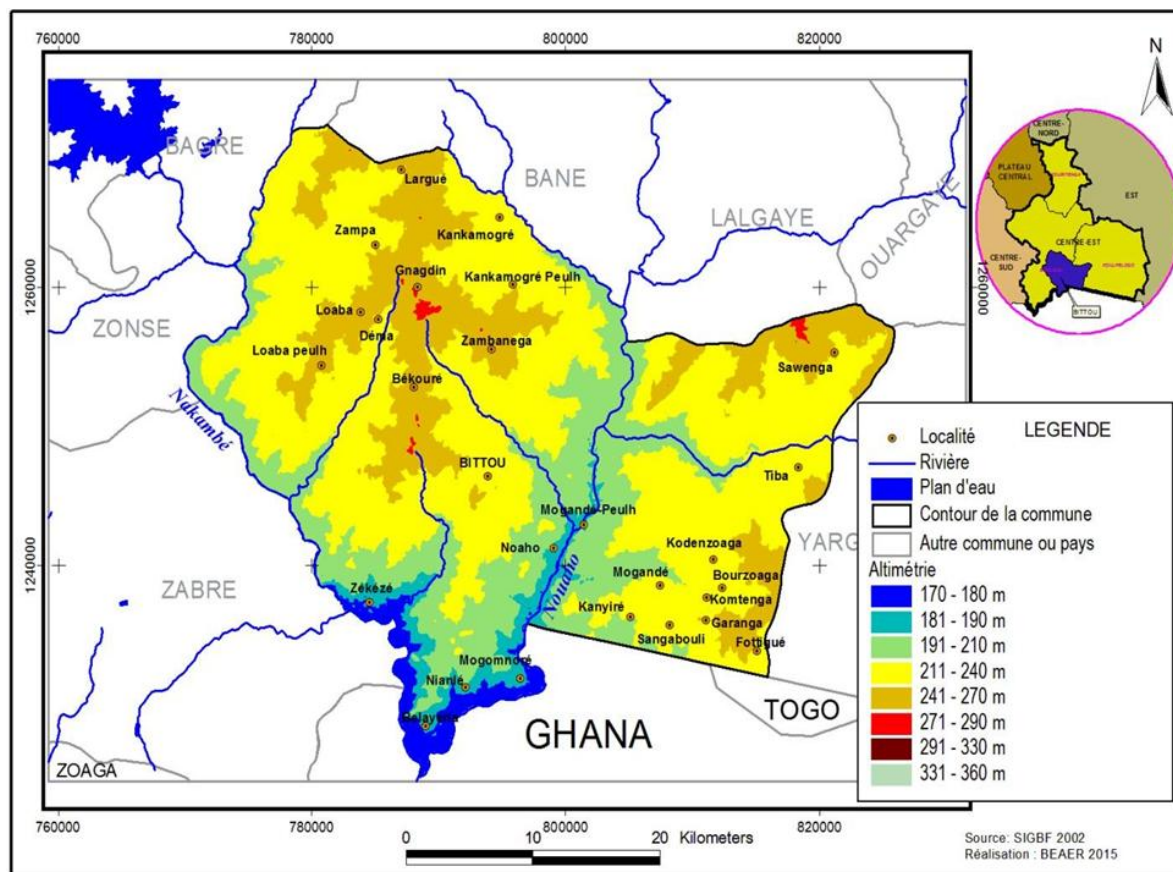 760000
780000
800000
820000
N
BAGRE
BANE
LALGAYE
OUARGAYE
ZONSE
ZABRE
YARG
ZOAGA
GHANA
TOGO
1260000
1240000
1260000
Largué
Zampa
Kankamogré
Gnagdin
Kankamogré Peulh
Loaba
Déma
Zambanega
Loaba peulh
Békouré
Sawenga
BITTOU
Tiba
Mogandé-Peulh
Noaho
Kodenzoaga
Mogandé
Bourzoaga
Komtenga
Zékézé
Kanyiré
Garanga
Sangabouli
Fottigué
Mogomnoré
Nianlé
Nakambé
Nouaho
CENTRE-
NORD
PLATEAU
CENTRAL
EST
CENTRE-EST
CENTRE-
SUD
BITTOU
LEGENDE
Localité
Rivière
Plan d'eau
Contour de la commune
Autre commune ou pays
Altimétrie
170 - 180 m
181 - 190 m
191 - 210 m
211 - 240 m
241 - 270 m
271 - 290 m
291 - 330 m
331 - 360 m
760000
780000
800000
820000
0 10 20 Kilometers
Source: SIGBF 2002
Réalisation : BEAER 2015